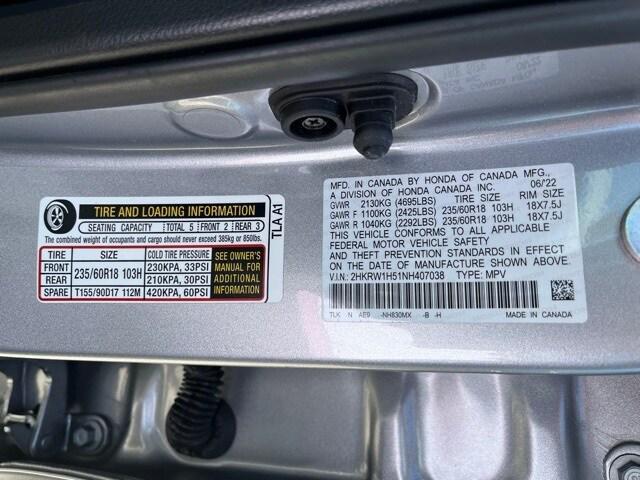 TIRE AND LOADING INFORMATION
SEATING CAPACITY TOTAL 5 FRONT 2 REAR 3
The combined weight of occupants and cargo should never exceed 385kg or 850lbs.
TIRE SIZE COLD TIRE PRESSURE
FRONT 235/60R18 103H 230KPA, 33PSI
REAR 210KPA, 30PSI
SPARE T155/90D17 112M 420KPA, 60PSI
SEE OWNER'S
MANUAL FOR
ADDITIONAL
INFORMATION
TLA A1
MFD. IN CANADA BY HONDA OF CANADA MFG.,
A DIVISION OF HONDA CANADA INC. 06/22
GVWR 2130KG (4695LBS) TIRE SIZE RIM SIZE
GAWR F 1100KG (2425LBS) 235/60R18 103H 18X7.5J
GAWR R 1040KG (2292LBS) 235/60R18 103H 18X7.5J
THIS VEHICLE CONFORMS TO ALL APPLICABLE
FEDERAL MOTOR VEHICLE SAFETY
AND THEFT PREVENTION STANDARDS IN EFFECT
ON THE DATE OF MANUFACTURE SHOWN ABOVE.
V.I.N: 2HKRW1H51NH407038 TYPE: MPV
TLK N AE9 -NH830MX -B -H
MADE IN CANADA